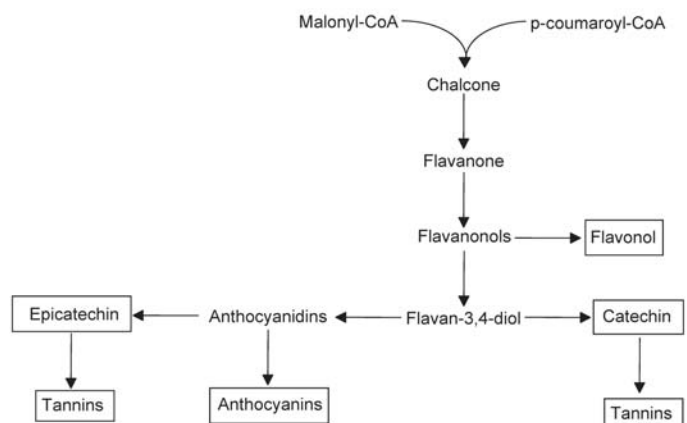 Malonyl-CoA p-coumaroyl-CoA
Chalcone
Flavanone
Flavanonols Flavonol
Epicatechin Anthocyanidins Flavan-3,4-diol Catechin
Tannins Anthocyanins Tannins